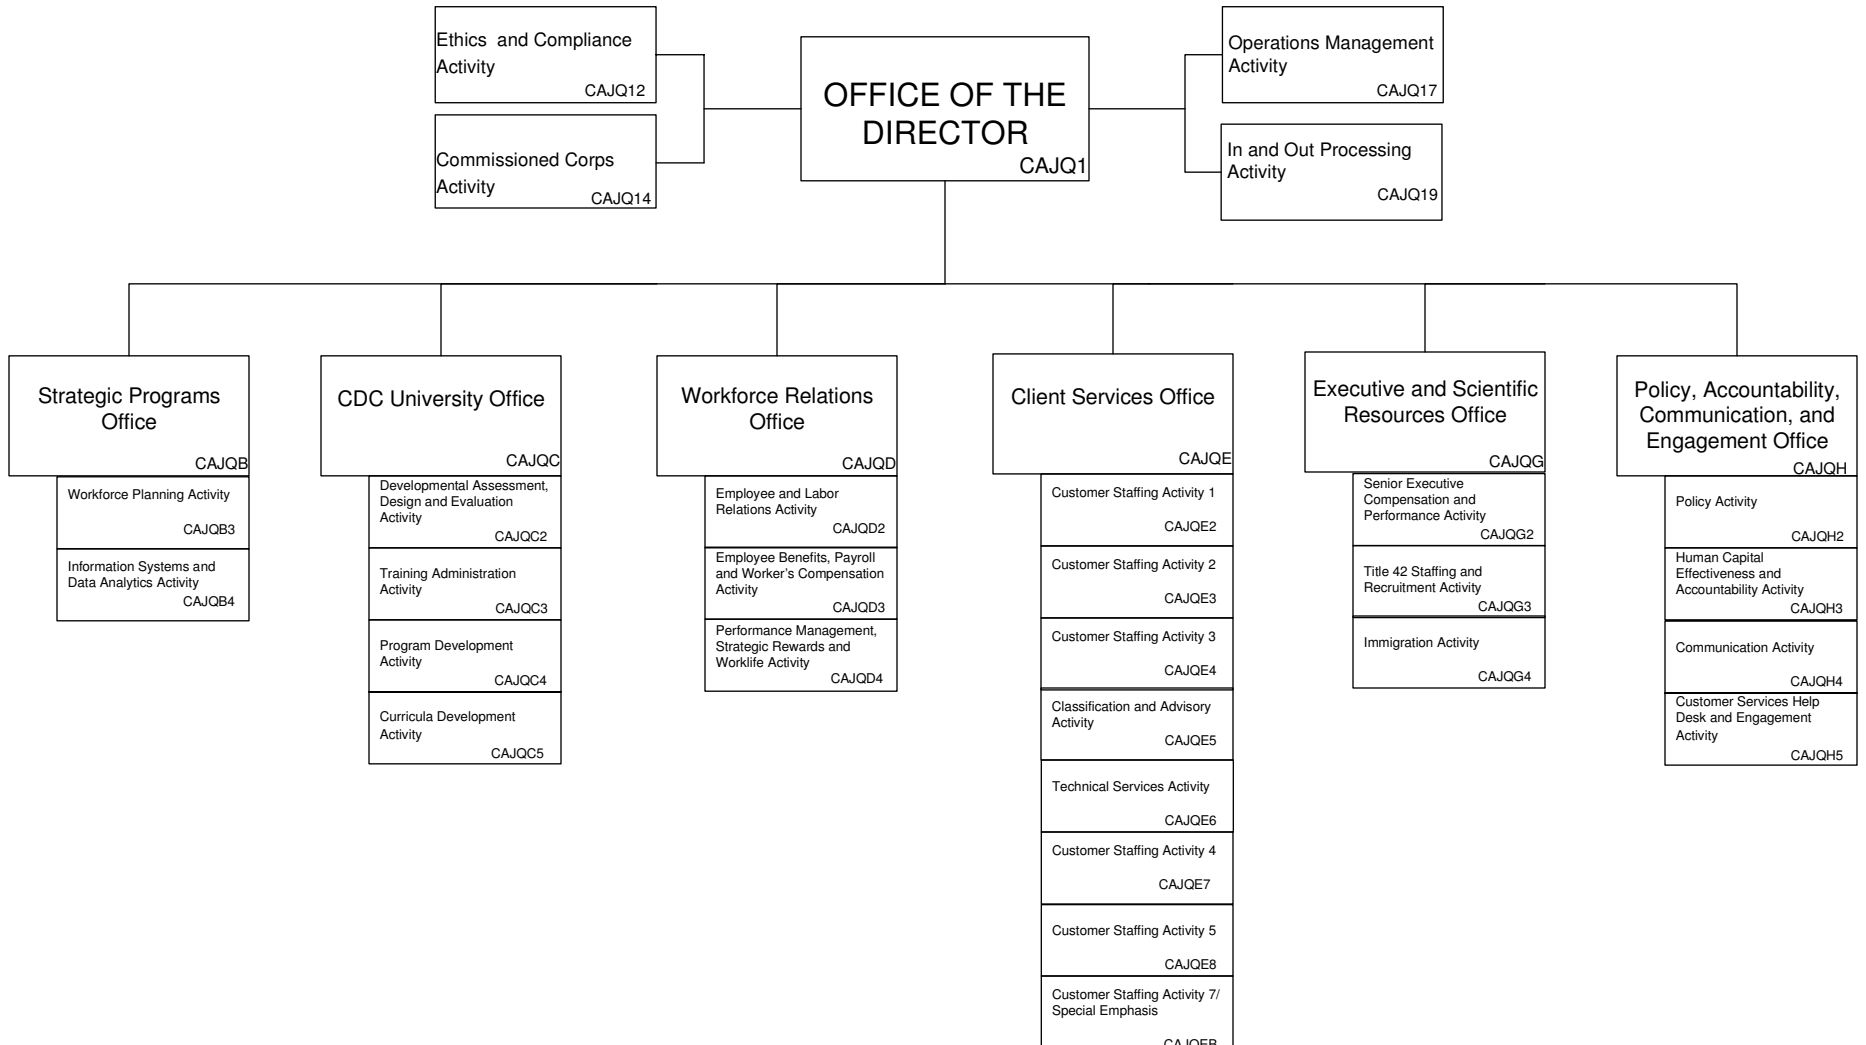 Ethics and Compliance
Activity
CAJQ12
Commissioned Corps
Activity
CAJQ14
OFFICE OF THE
DIRECTOR
CAJQ1
Operations Management
Activity
CAJQ17
In and Out Processing
Activity
CAJQ19
Strategic Programs
Office
CAJQB
Workforce Planning Activity
CAJQB3
Information Systems and
Data Analytics Activity
CAJQB4
CDC University Office
CAJQC
Developmental Assessment,
Design and Evaluation
Activity
CAJQC2
Training Administration
Activity
CAJQC3
Program Development
Activity
CAJQC4
Curricula Development
Activity
CAJQC5
Workforce Relations
Office
CAJQD
Employee and Labor
Relations Activity
CAJQD2
Employee Benefits, Payroll
and Worker's Compensation
Activity
CAJQD3
Performance Management,
Strategic Rewards and
Worklife Activity
CAJQD4
Client Services Office
CAJQE
Customer Staffing Activity 1
CAJQE2
Customer Staffing Activity 2
CAJQE3
Customer Staffing Activity 3
CAJQE4
Classification and Advisory
Activity
CAJQE5
Technical Services Activity
CAJQE6
Customer Staffing Activity 4
CAJQE7
Customer Staffing Activity 5
CAJQE8
Customer Staffing Activity 7/
Special Emphasis
Executive and Scientific
Resources Office
CAJQG
Senior Executive
Compensation and
Performance Activity
CAJQG2
Title 42 Staffing and
Recruitment Activity
CAJQG3
Immigration Activity
CAJQG4
Policy, Accountability,
Communication, and
Engagement Office
CAJQH
Policy Activity
CAJQH2
Human Capital
Effectiveness and
Accountability Activity
CAJQH3
Communication Activity
CAJQH4
Customer Services Help
Desk and Engagement
Activity
CAJQH5